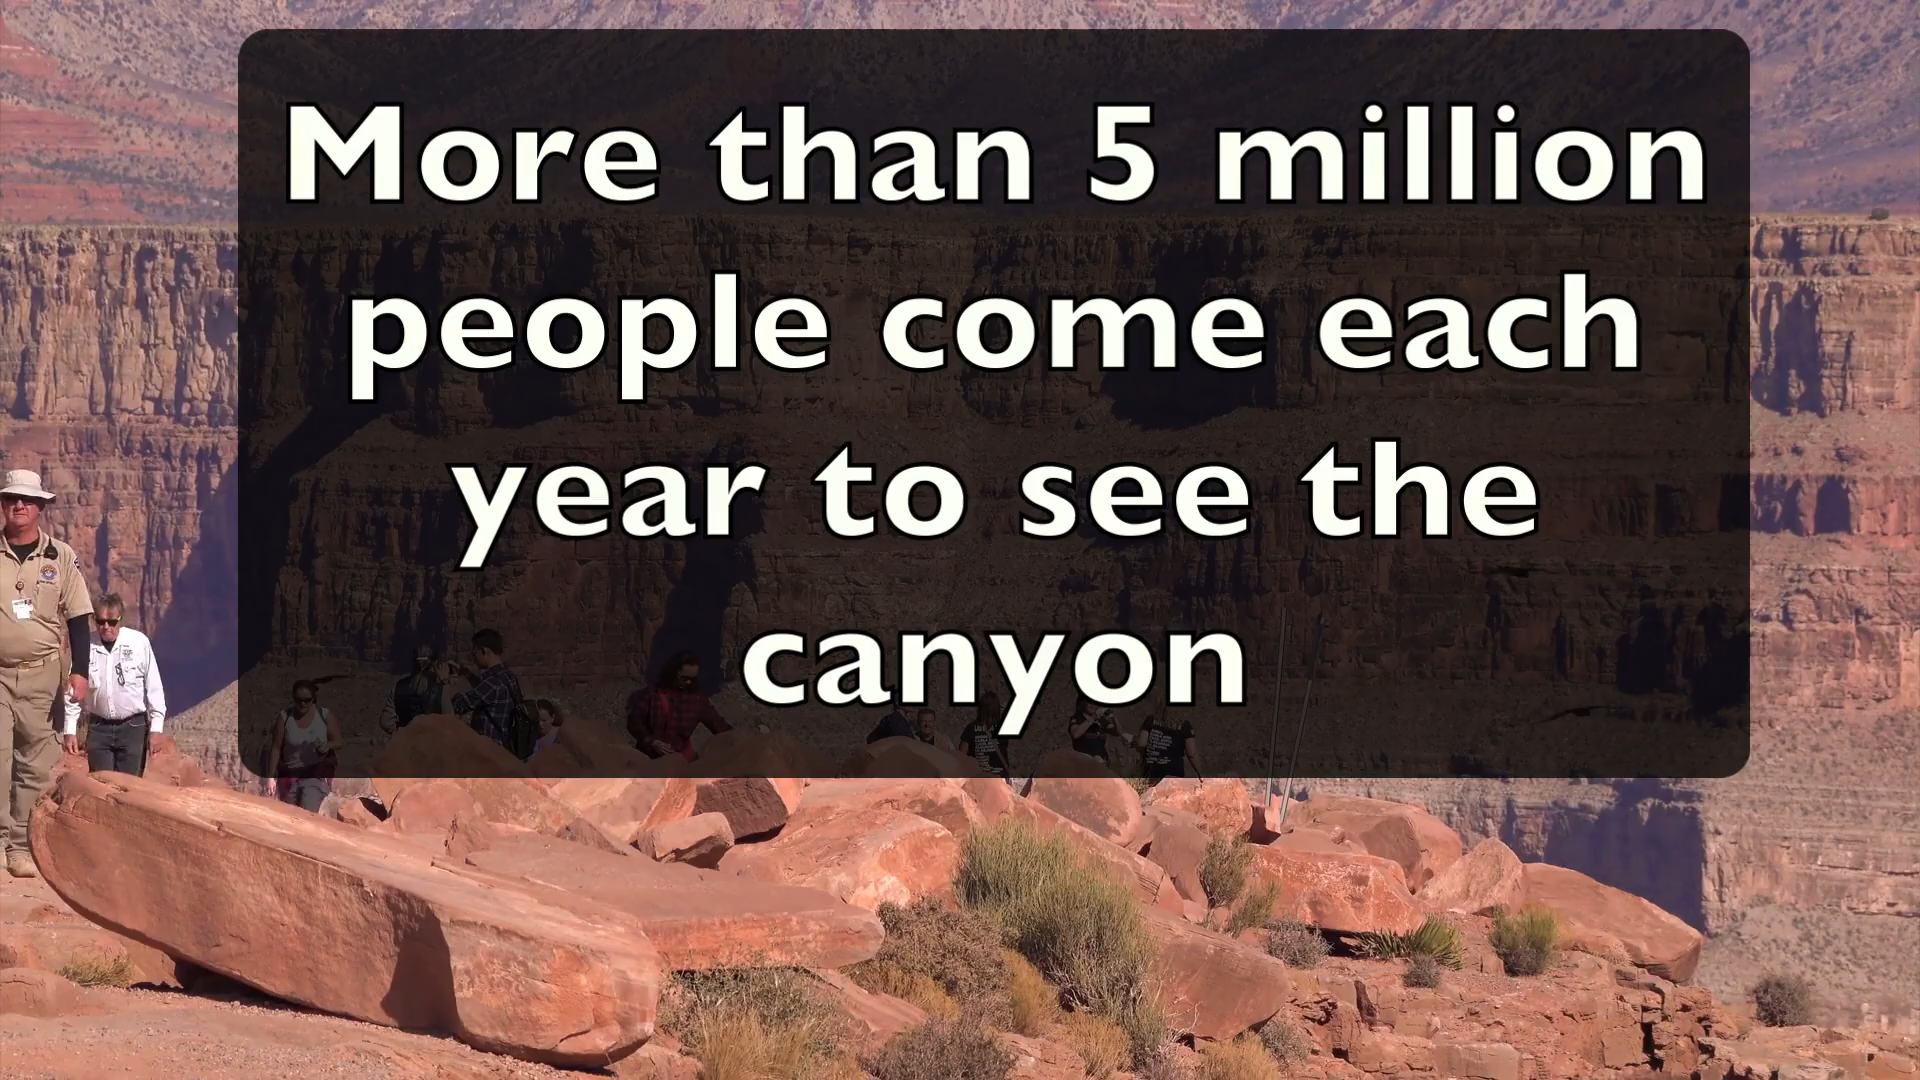 More than 5 million
people come each
year to see the
canyon